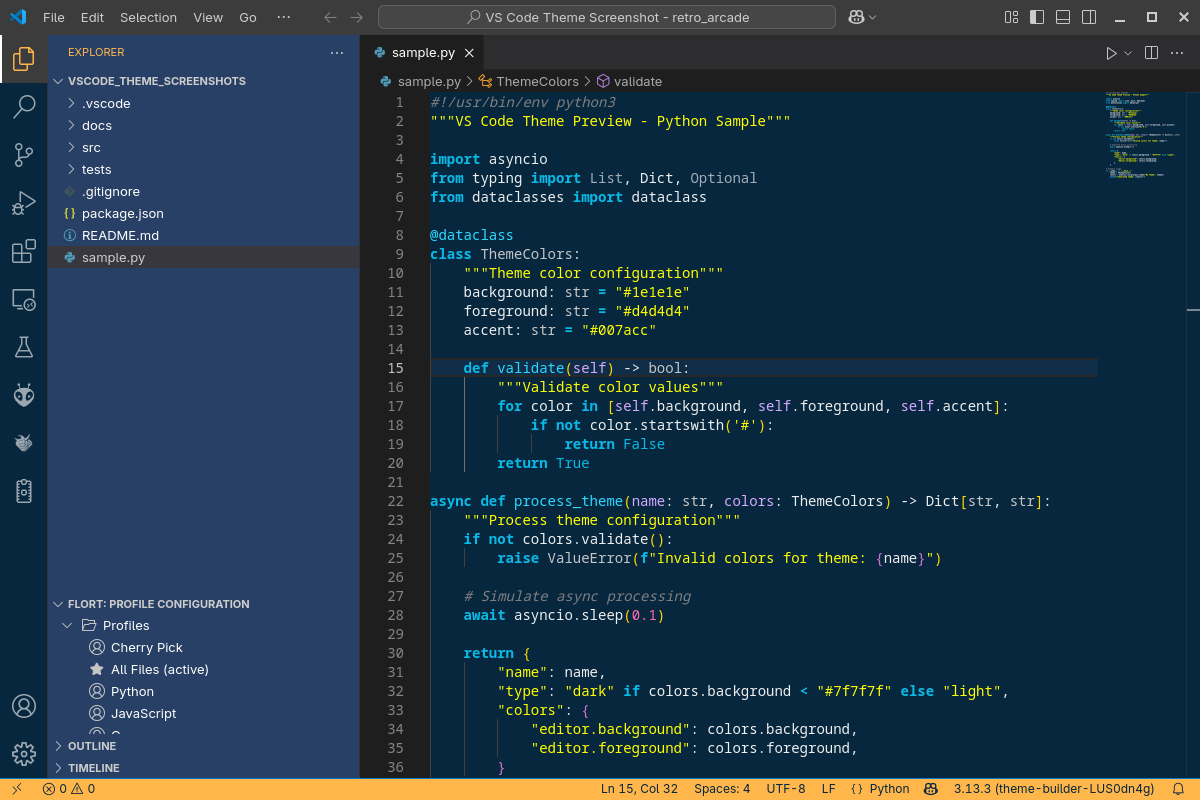 File Edit Selection View Go ···
VS Code Theme Screenshot - retro_arcade
EXPLORER
VSCODE_THEME_SCREENSHOTS
.vscode
docs
src
tests
.gitignore
{} package.json
README.md
sample.py
FLORT: PROFILE CONFIGURATION
Profiles
Cherry Pick
All Files (active)
Python
JavaScript
OUTLINE
TIMELINE
sample.py
sample.py > ThemeColors > validate
1 #!/usr/bin/env python3
2 """VS Code Theme Preview - Python Sample"""
3
4 import asyncio
5 from typing import List, Dict, Optional
6 from dataclasses import dataclass
7
8 @dataclass
9 class ThemeColors:
10     """Theme color configuration"""
11     background: str = "#1e1e1e"
12     foreground: str = "#d4d4d4"
13     accent: str = "#007acc"
14
15     def validate(self) -> bool:
16         """Validate color values"""
17         for color in [self.background, self.foreground, self.accent]:
18             if not color.startswith('#'):
19                 return False
20         return True
21
22 async def process_theme(name: str, colors: ThemeColors) -> Dict[str, str]:
23     """Process theme configuration"""
24     if not colors.validate():
25         raise ValueError(f"Invalid colors for theme: {name}")
26
27     # Simulate async processing
28     await asyncio.sleep(0.1)
29
30     return {
31         "name": name,
32         "type": "dark" if colors.background < "#7f7f7f" else "light",
33         "colors": {
34             "editor.background": colors.background,
35             "editor.foreground": colors.foreground,
36         }
0 0 Ln 15, Col 32 Spaces: 4 UTF-8 LF {} Python 3.13.3 (theme-builder-LUS0dn4g)